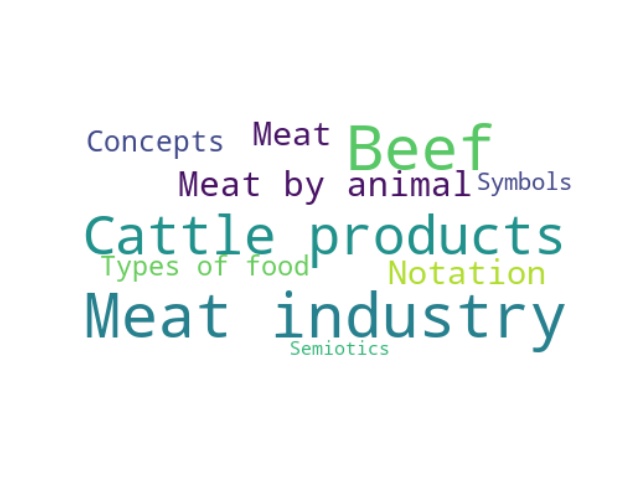 Concepts
Meat
Beef
Meat by animal
Symbols
Cattle products
Types of food
Notation
Meat industry
Semiotics